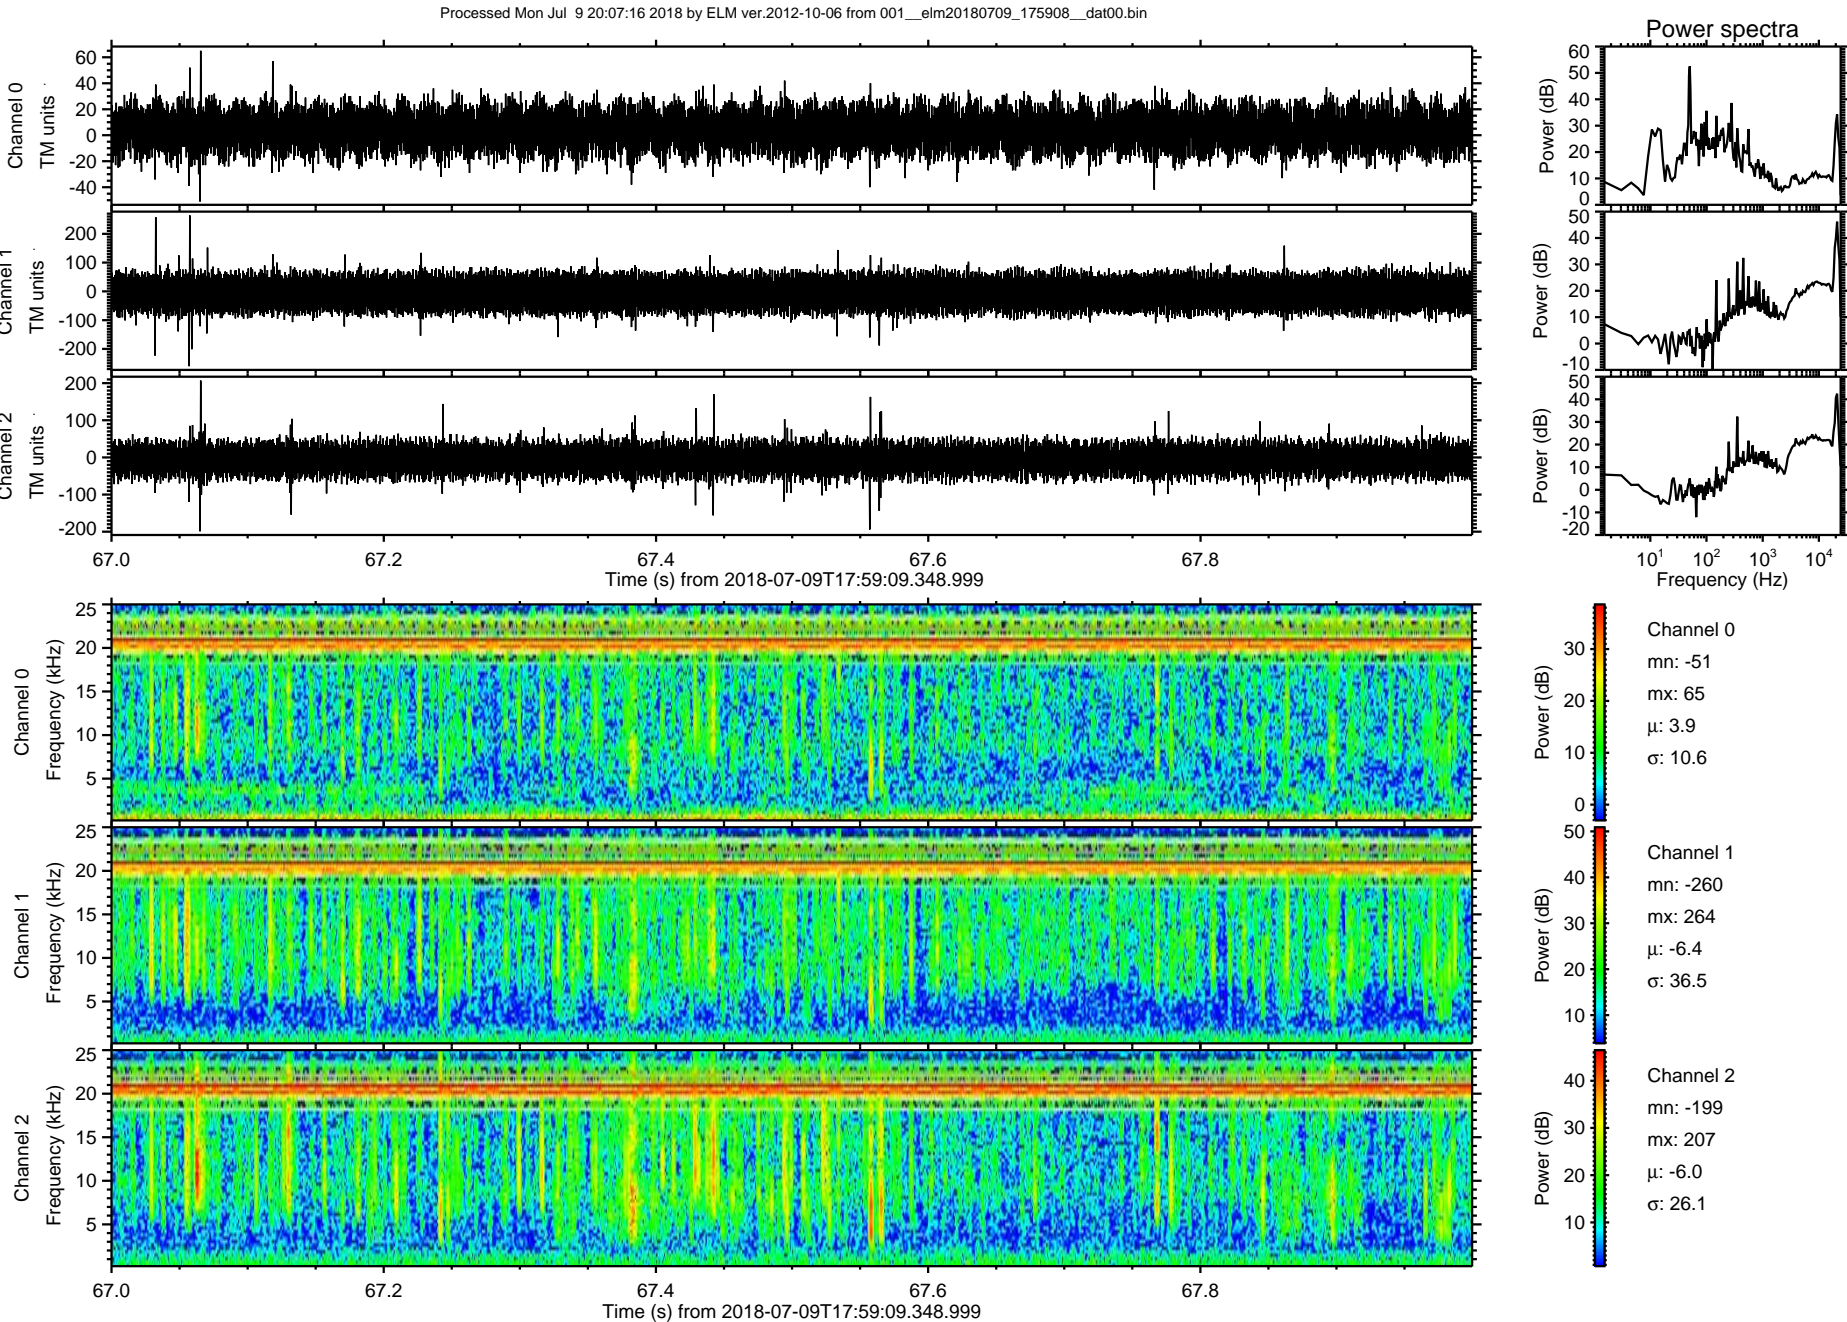 Processed Mon Jul  9 20:07:16 2018 by ELM ver.2012-10-06 from 001__elm20180709_175908__dat00.bin
Power spectra
Channel 0
TM units
60
40
20
0
-20
-40
Power (dB)
60
50
40
30
20
10
0
Channel 1
TM units
200
100
0
-100
-200
Power (dB)
50
40
30
20
10
0
-10
Channel 2
TM units
200
100
0
-100
-200
Power (dB)
50
40
30
20
10
0
-10
-20
67.0 67.2 67.4 67.6 67.8
Time (s) from 2018-07-09T17:59:09.348.999
10¹ 10² 10³ 10⁴
Frequency (Hz)
Channel 0
Frequency (kHz)
25
20
15
10
5
Power (dB)
30
20
10
0
Channel 0
mn: -51
mx: 65
μ: 3.9
σ: 10.6
Channel 1
Frequency (kHz)
25
20
15
10
5
Power (dB)
50
40
30
20
10
Channel 1
mn: -260
mx: 264
μ: -6.4
σ: 36.5
Channel 2
Frequency (kHz)
25
20
15
10
5
Power (dB)
40
30
20
10
Channel 2
mn: -199
mx: 207
μ: -6.0
σ: 26.1
67.0 67.2 67.4 67.6 67.8
Time (s) from 2018-07-09T17:59:09.348.999